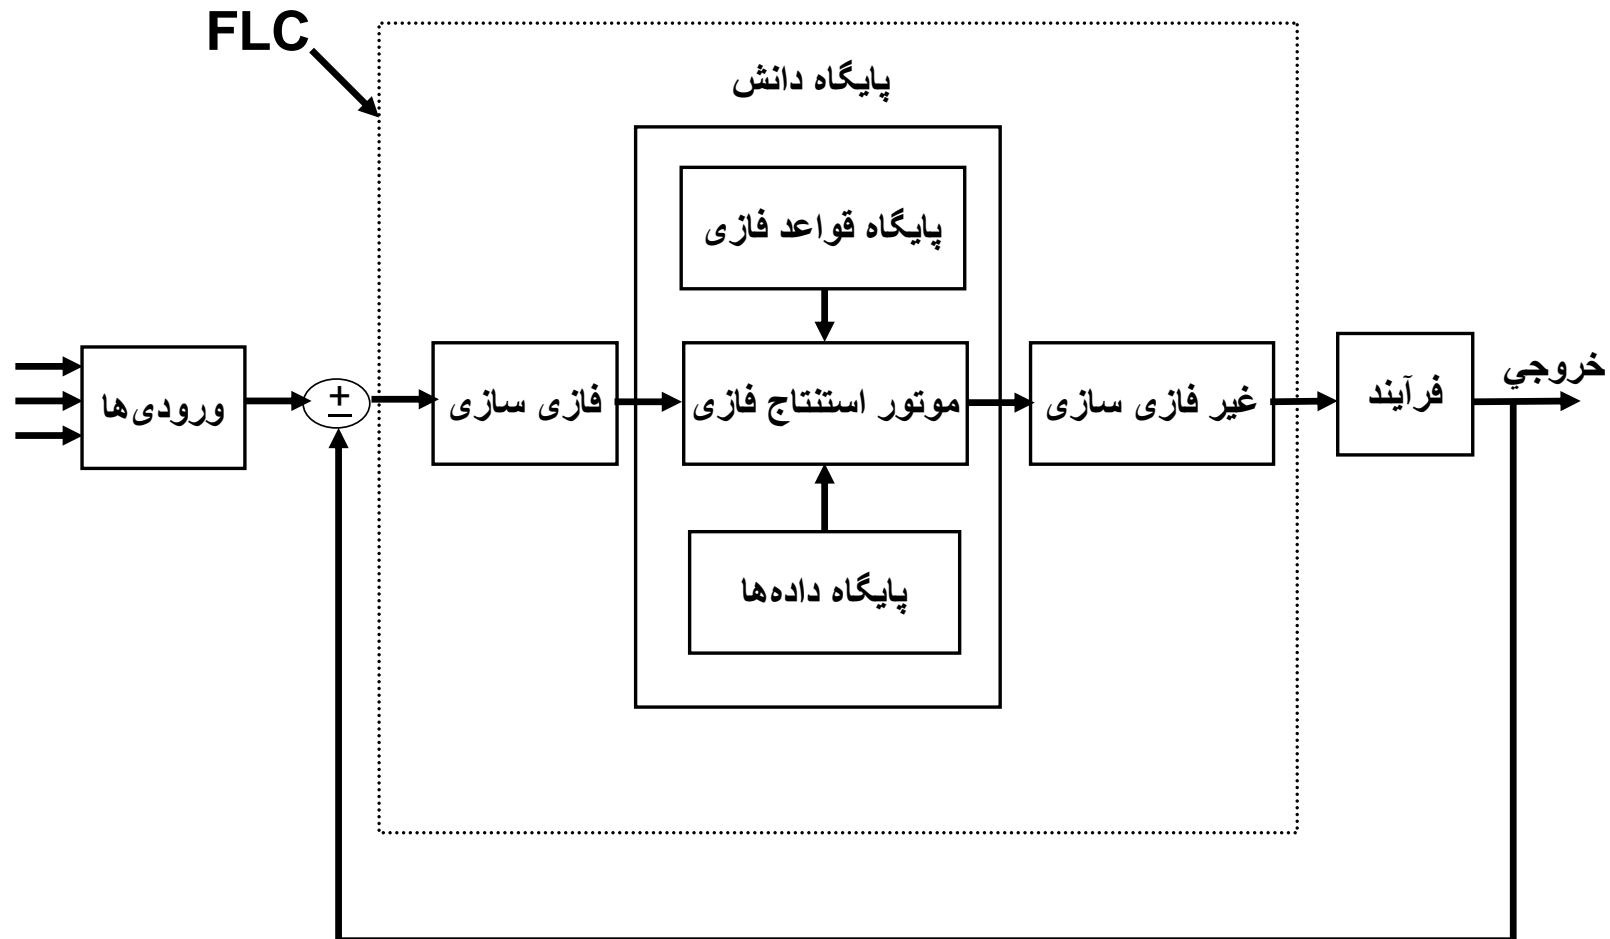 FLC
پایگاه دانش
پایگاه قواعد فازی
ورودی‌ها
+
−
فازی سازی
موتور استنتاج فازی
غیر فازی سازی
فرآیند
خروجي
پایگاه داده‌ها